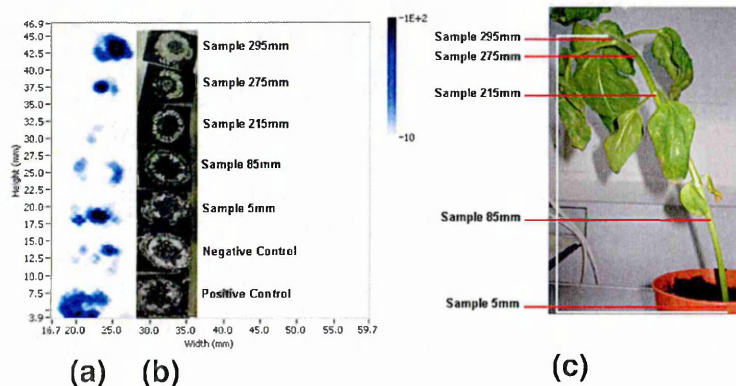 46.9
45.0
42.5
40.0
37.5
35.0
32.5
30.0
27.5
25.0
22.5
20.0
17.5
15.0
12.5
10.0
7.5
3.9
Height (mm)
16.7 20.0 25.0 30.0 35.0 40.0 45.0 50.0 55.0 59.7
Width (mm)
Sample 295mm
Sample 275mm
Sample 215mm
Sample 85mm
Sample 5mm
Negative Control
Positive Control
-1E+2
-10
Sample 295mm
Sample 275mm
Sample 215mm
Sample 85mm
Sample 5mm
(a) (b) (c)